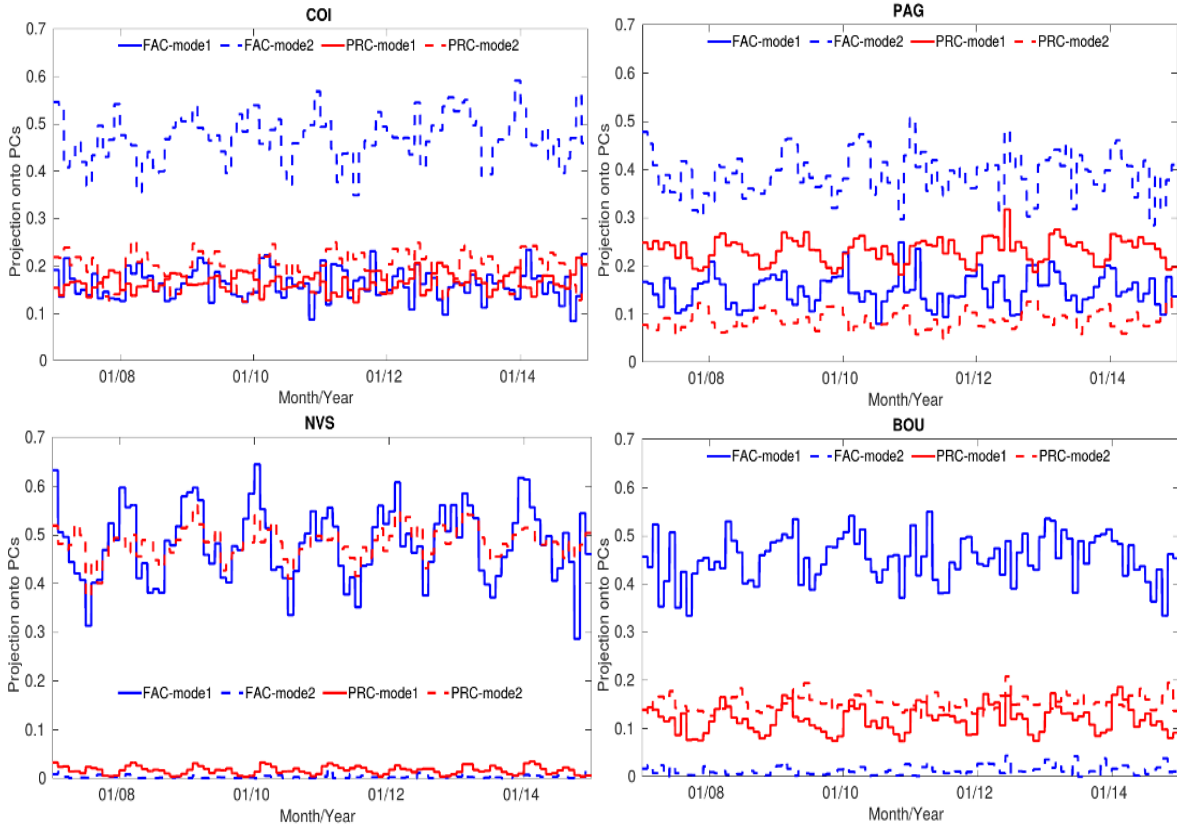 COI
Projection onto PCs
0.7
0.6
0.5
0.4
0.3
0.2
0.1
0
FAC-mode1 FAC-mode2 PRC-mode1 PRC-mode2
01/08 01/10 01/12 01/14
Month/Year
PAG
Projection onto PCs
0.7
0.6
0.5
0.4
0.3
0.2
0.1
0
FAC-mode1 FAC-mode2 PRC-mode1 PRC-mode2
01/08 01/10 01/12 01/14
Month/Year
NVS
Projection onto PCs
0.7
0.6
0.5
0.4
0.3
0.2
0.1
0
FAC-mode1 FAC-mode2 PRC-mode1 PRC-mode2
01/08 01/10 01/12 01/14
Month/Year
BOU
Projection onto PCs
0.7
0.6
0.5
0.4
0.3
0.2
0.1
0
FAC-mode1 FAC-mode2 PRC-mode1 PRC-mode2
01/08 01/10 01/12 01/14
Month/Year